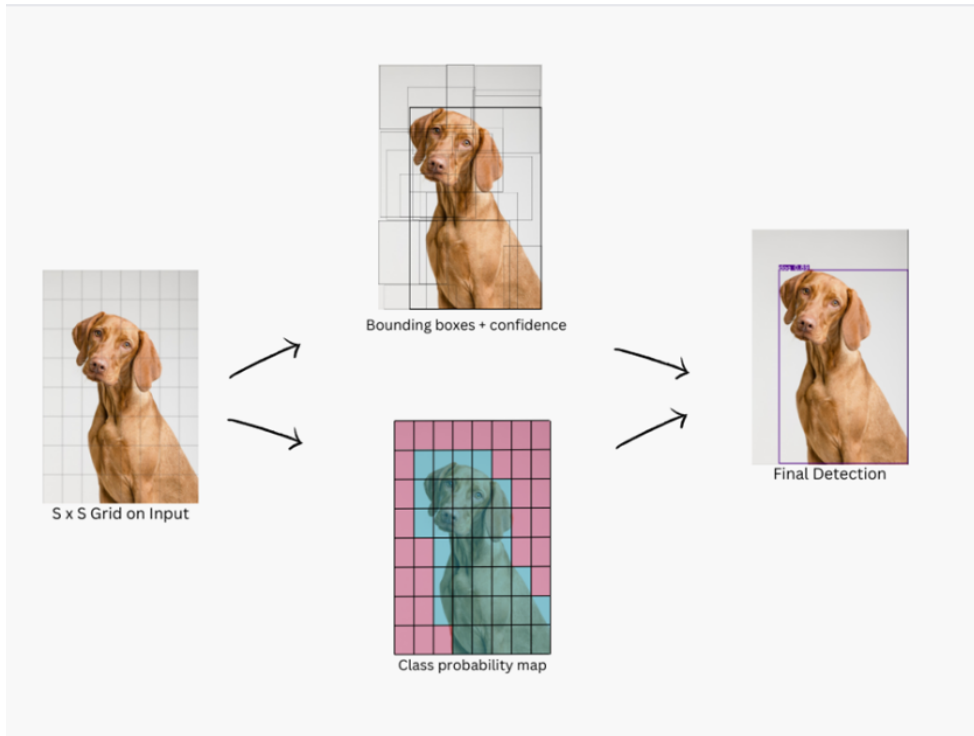 Bounding boxes + confidence
S x S Grid on Input
Final Detection
Class probability map